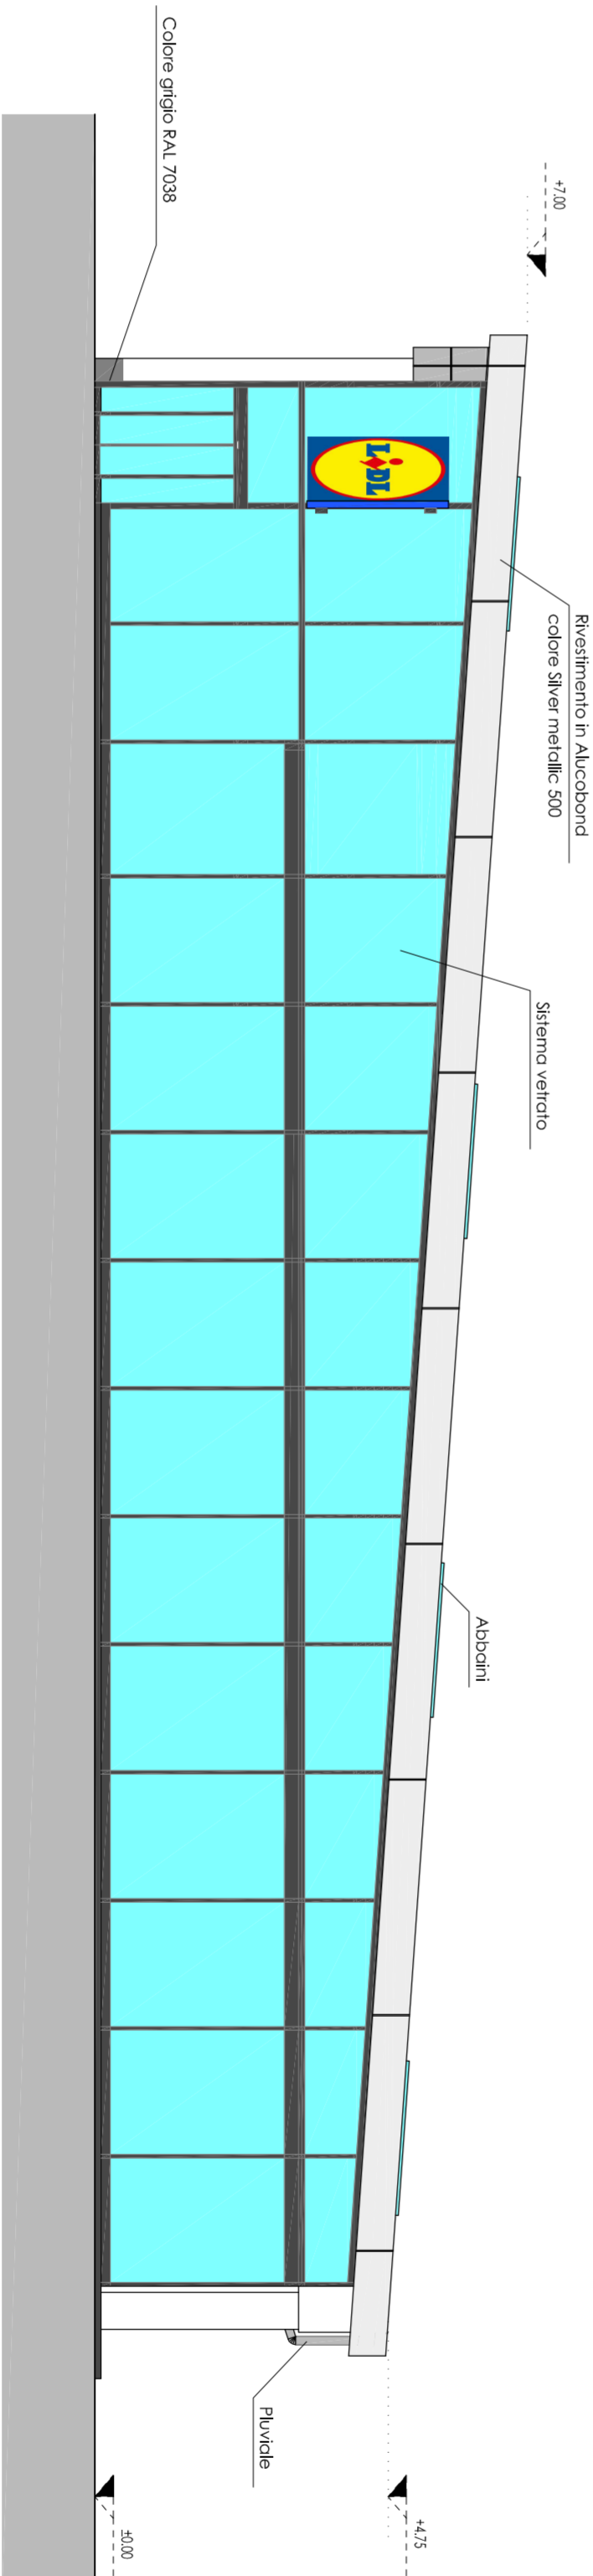 +7.00
Rivestimento in Alucobond
colore Silver metallic 500
Sistema vetrato
Abbaini
+4.75
Colore grigio RAL 7038
LIDL
Pluviale
±0.00